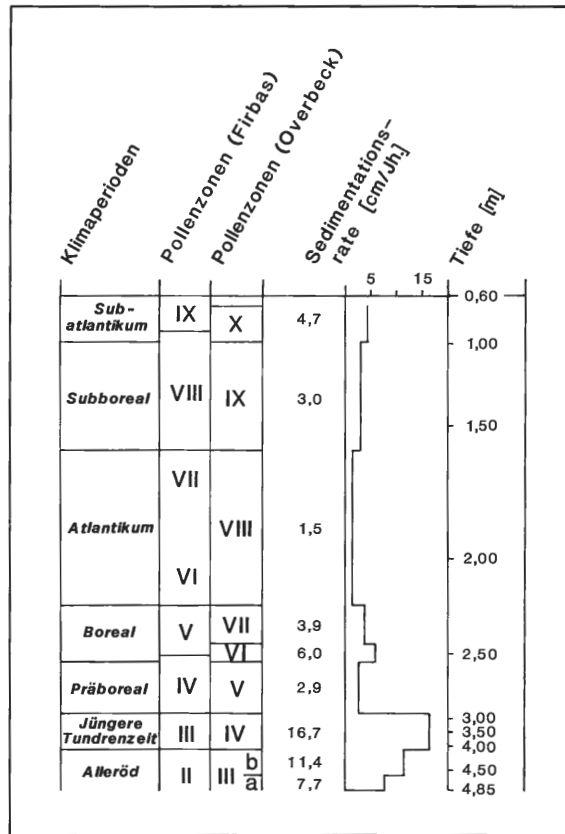 Klimaperioden
Pollenzonen (Firbas)
Pollenzonen (Overbeck)
Sedimentations-
rate [cm/Jh.]
Tiefe [m]
5 15
Sub-
atlantikum
IX
X
4,7
0,60
1,00
Subboreal
VIII
IX
3,0
1,50
Atlantikum
VII
VI
VIII
1,5
2,00
Boreal
V
VII
VI
3,9
6,0
2,50
Präboreal
IV
V
2,9
Jüngere
Tundrenzeit
III
IV
16,7
3,00
3,50
4,00
Alleröd
II
III b
a
11,4
7,7
4,50
4,85